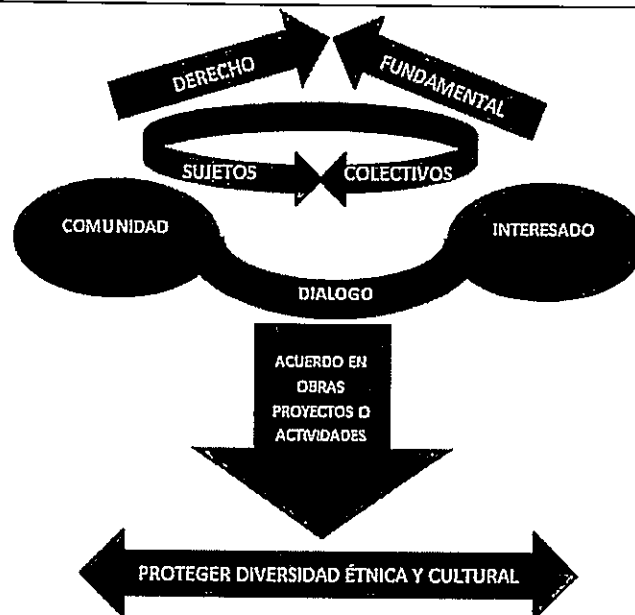 DERECHO
FUNDAMENTAL
SUJETOS
COLECTIVOS
COMUNIDAD
INTERESADO
DIALOGO
ACUERDO EN
OBRAS
PROYECTOS O
ACTIVIDADES
PROTEGER DIVERSIDAD ÉTNICA Y CULTURAL